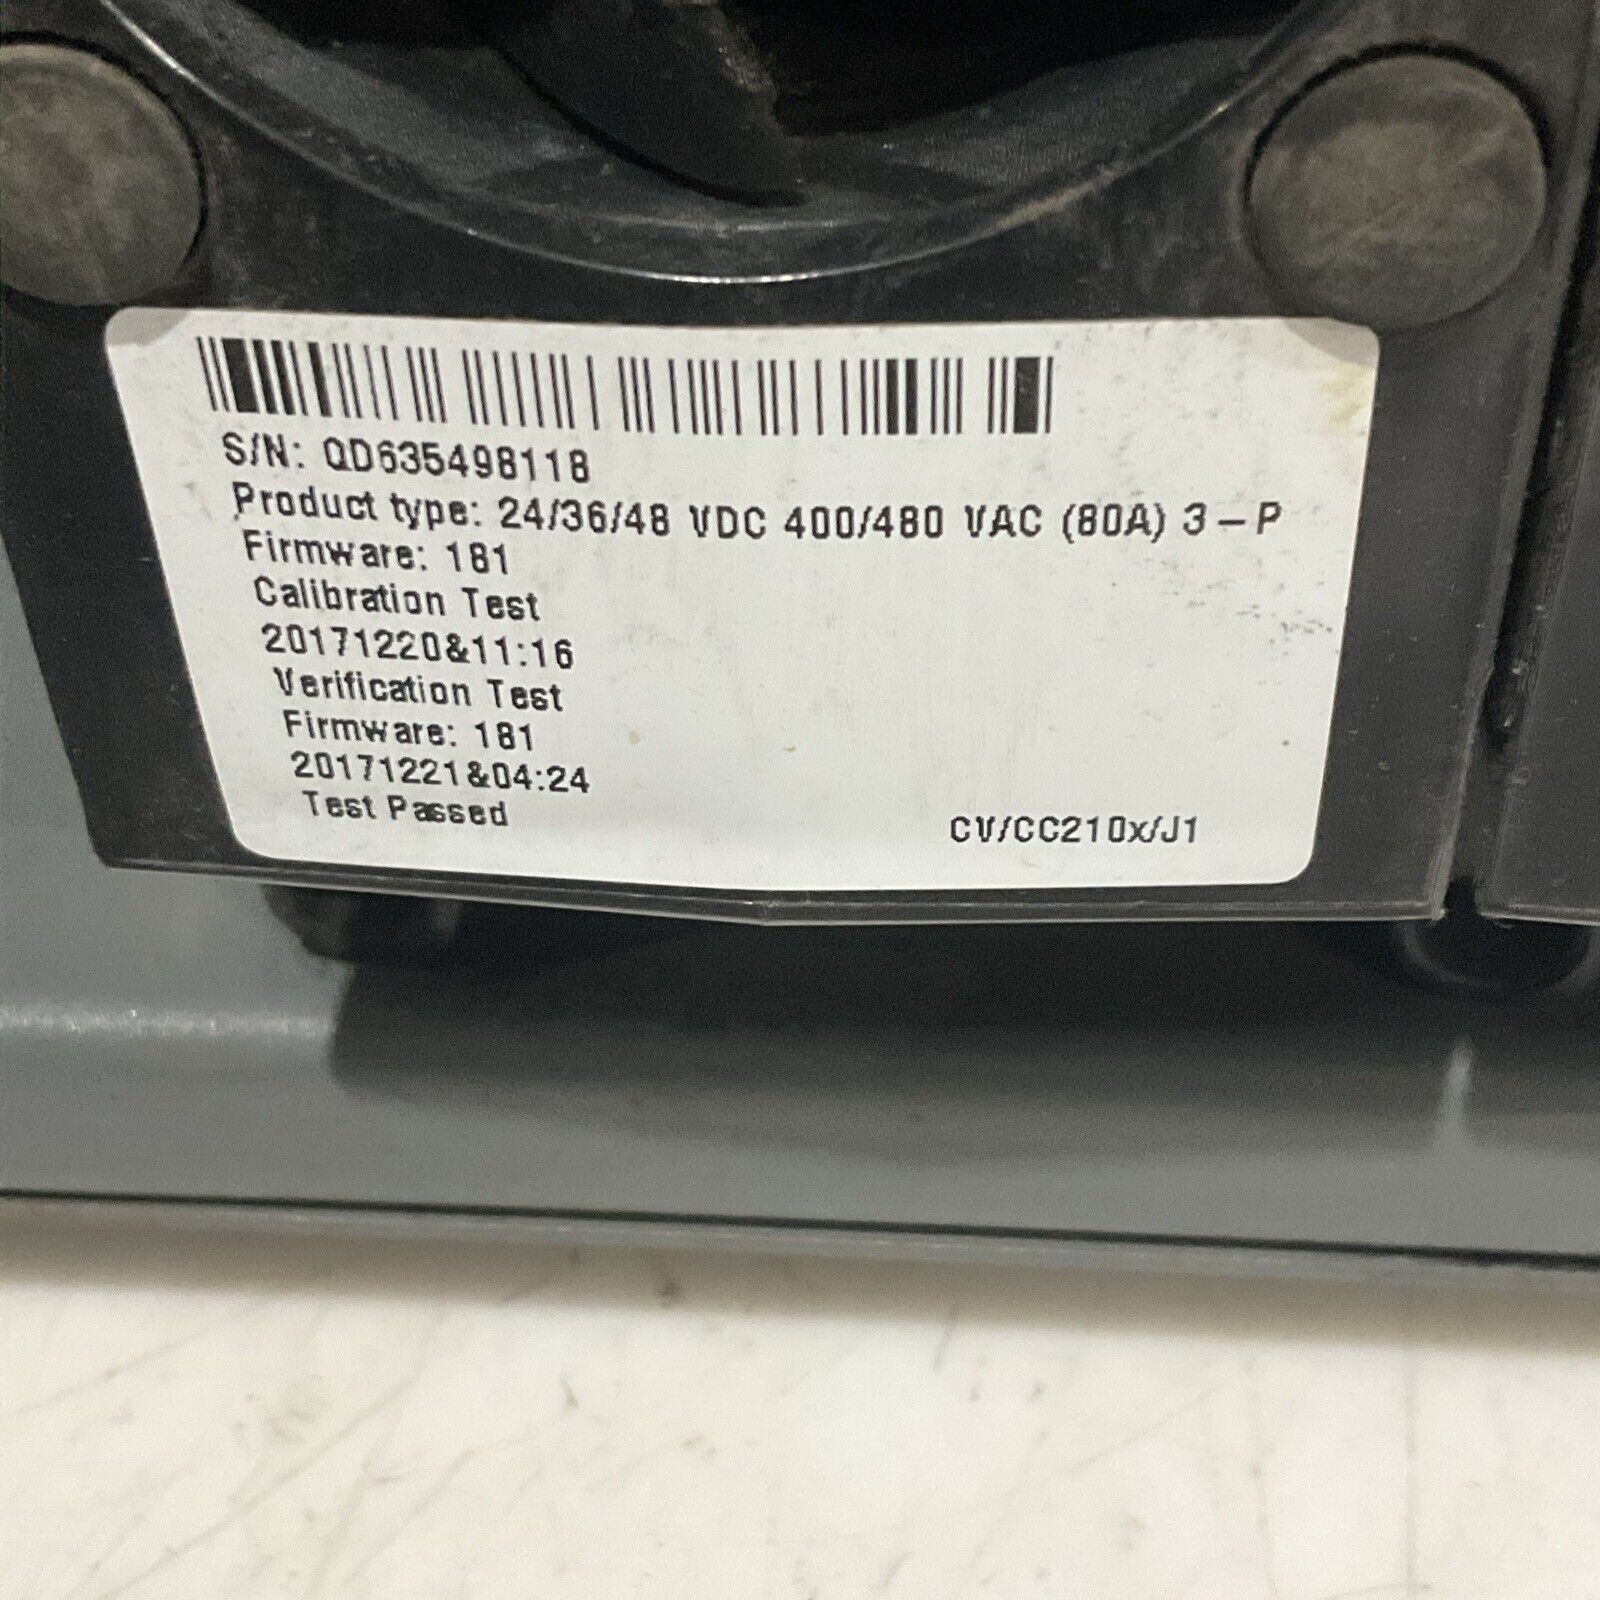 S/N: QD635498118
Product type: 24/36/48 VDC 400/480 VAC (80A) 3-P
Firmware: 181
Calibration Test
20171220&11:16
Verification Test
Firmware: 181
20171221&04:24
Test Passed
CV/CC210x/J1